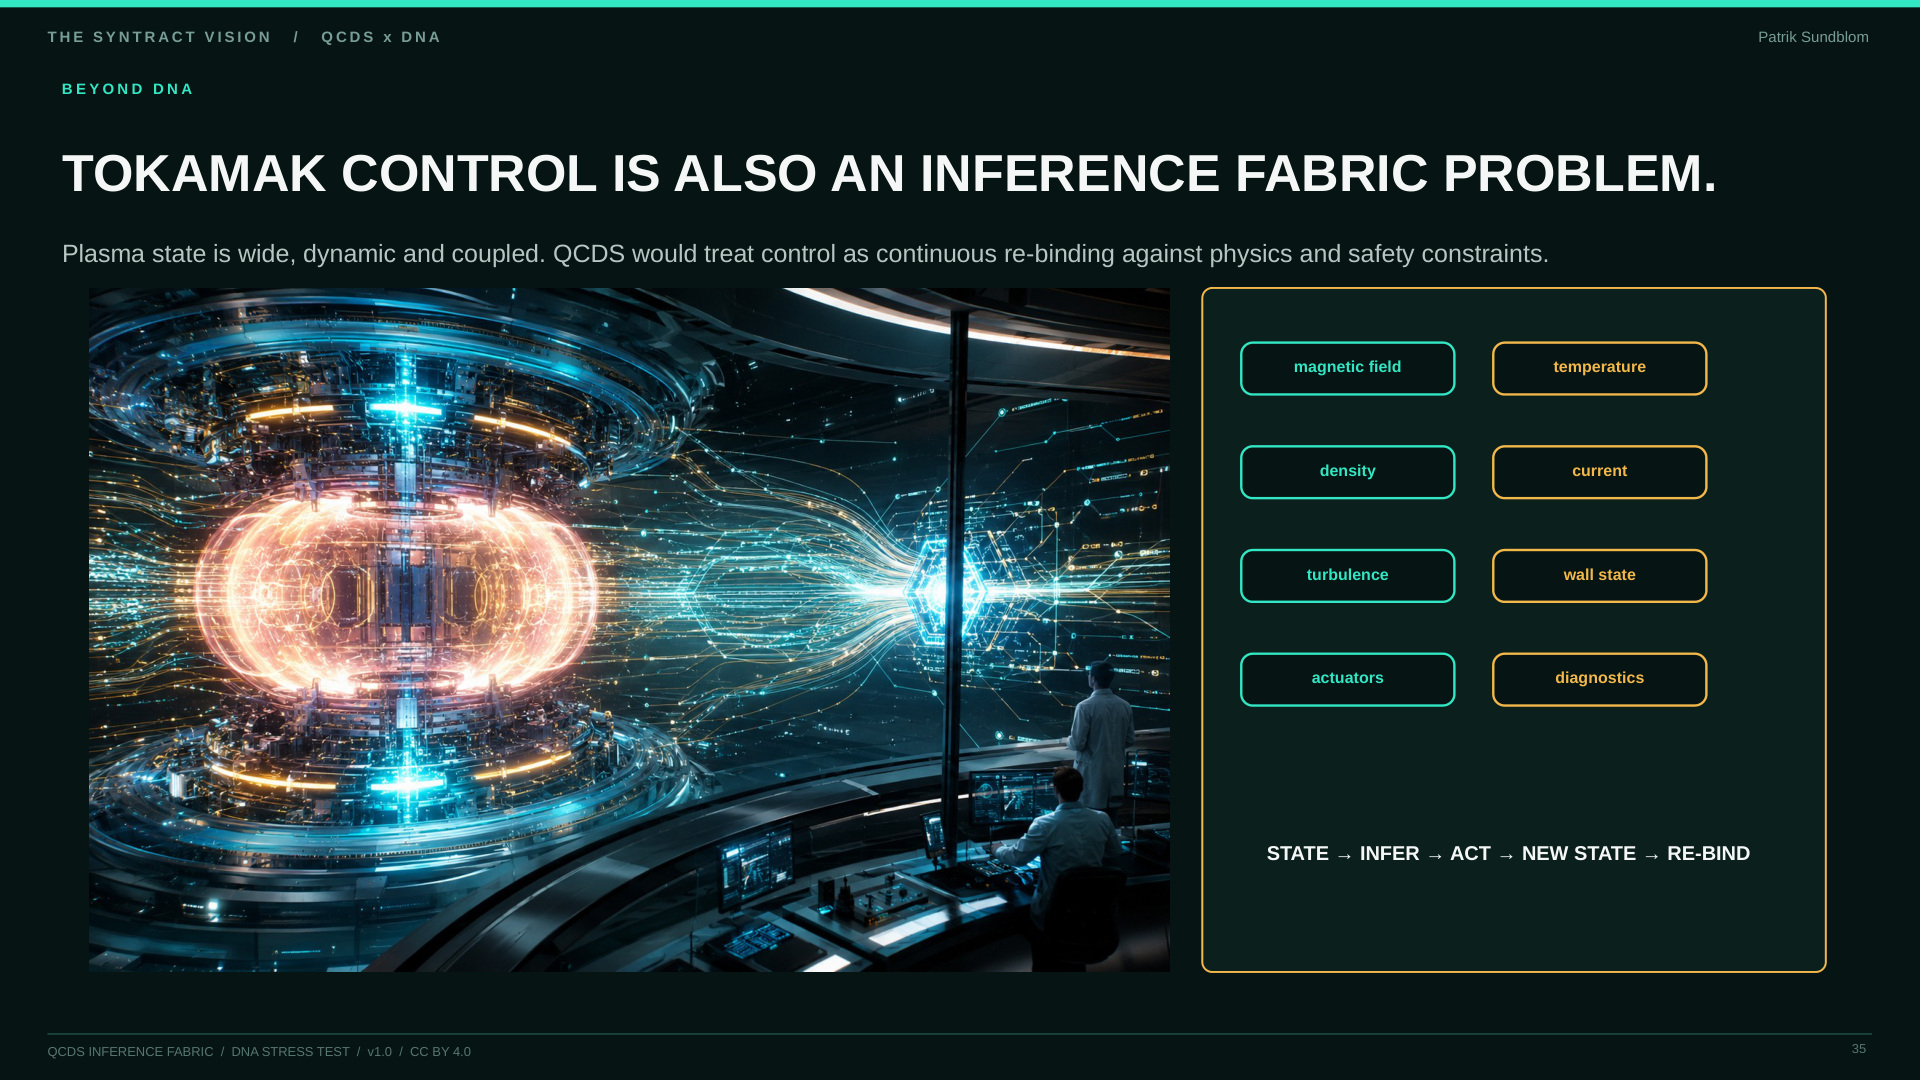 THE SYNTRACT VISION / QCDS x DNA
Patrik Sundblom
BEYOND DNA
TOKAMAK CONTROL IS ALSO AN INFERENCE FABRIC PROBLEM.
Plasma state is wide, dynamic and coupled. QCDS would treat control as continuous re-binding against physics and safety constraints.
magnetic field
temperature
density
current
turbulence
wall state
actuators
diagnostics
STATE → INFER → ACT → NEW STATE → RE-BIND
QCDS INFERENCE FABRIC / DNA STRESS TEST / v1.0 / CC BY 4.0
35